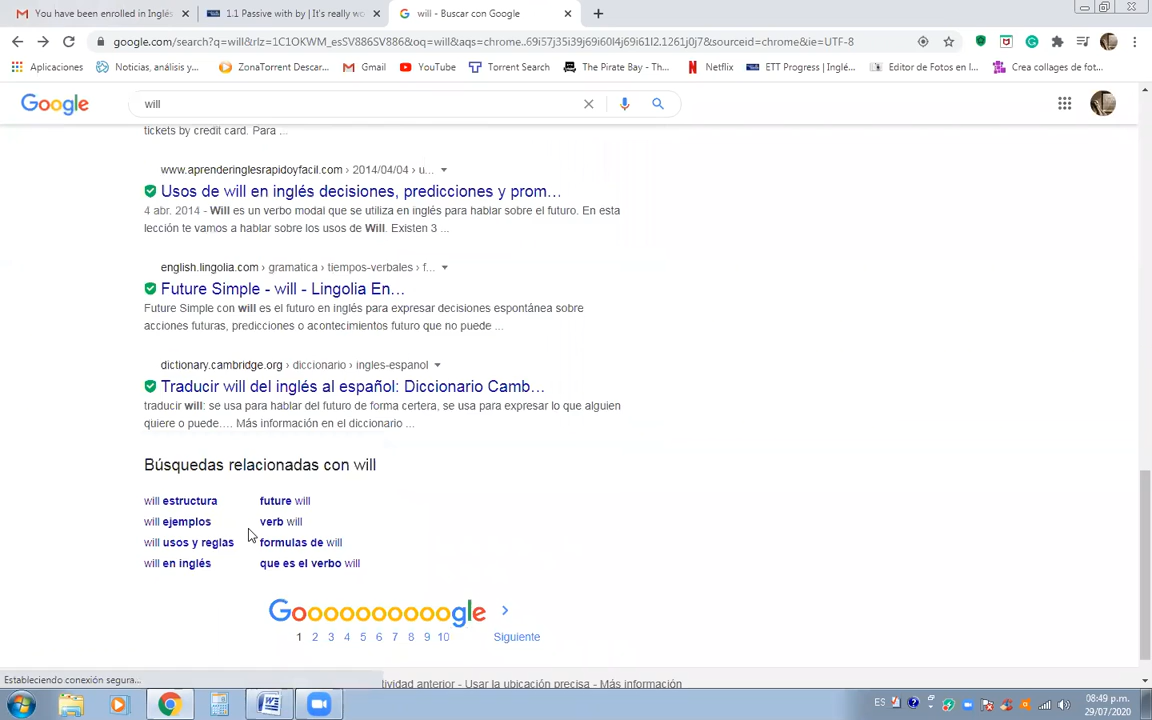 You have been enrolled in Inglés
1.1 Passive with by | It's really wo
will - Buscar con Google
google.com/search?q=will&rlz=1C1OKWM_esSV886SV886&oq=will&aqs=chrome..69i57j35i39j69i60l4j69i61l2.1261j0j7&sourceid=chrome&ie=UTF-8
Aplicaciones
Noticias, análisis y...
ZonaTorrent Descar...
Gmail
YouTube
Torrent Search
The Pirate Bay - Th...
Netflix
ETT Progress | Inglé...
Editor de Fotos en l...
Crea collages de fot...
Google
will
tickets by credit card. Para ...
www.aprenderinglesrapidoyfacil.com › 2014/04/04 › u...
Usos de will en inglés decisiones, predicciones y prom...
4 abr. 2014 - Will es un verbo modal que se utiliza en inglés para hablar sobre el futuro. En esta
lección te vamos a hablar sobre los usos de Will. Existen 3 ...
english.lingolia.com › gramatica › tiempos-verbales › f...
Future Simple - will - Lingolia En...
Future Simple con will es el futuro en inglés para expresar decisiones espontánea sobre
acciones futuras, predicciones o acontecimientos futuro que no puede ...
dictionary.cambridge.org › diccionario › ingles-espanol
Traducir will del inglés al español: Diccionario Camb...
traducir will: se usa para hablar del futuro de forma certera, se usa para expresar lo que alguien
quiere o puede.... Más información en el diccionario ...
Búsquedas relacionadas con will
will estructura
future will
will ejemplos
verb will
will usos y reglas
formulas de will
will en inglés
que es el verbo will
Goooooooooogle
1 2 3 4 5 6 7 8 9 10
Siguiente
Estableciendo conexión segura...
tividad anterior - Usar la ubicación precisa - Más información
ES
08:49 p.m.
29/07/2020